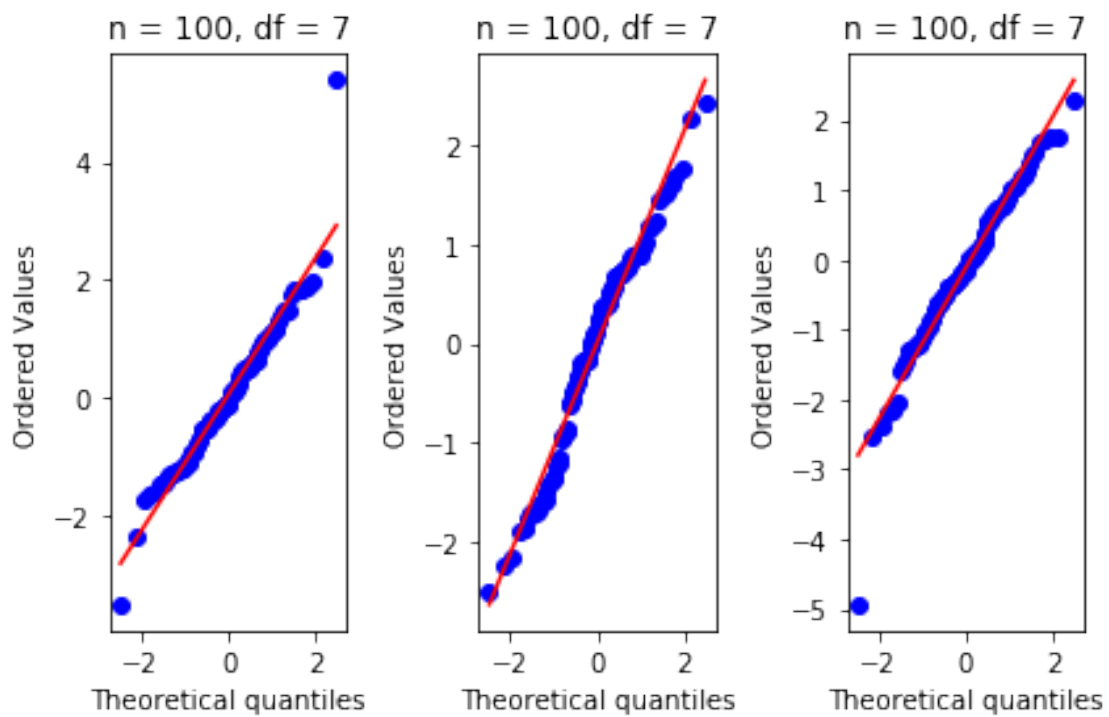 n = 100, df = 7
n = 100, df = 7
n = 100, df = 7
Ordered Values
4
2
0
−2
Ordered Values
2
1
0
−1
−2
Ordered Values
2
1
0
−1
−2
−3
−4
−5
−2 0 2
−2 0 2
−2 0 2
Theoretical quantiles
Theoretical quantiles
Theoretical quantiles